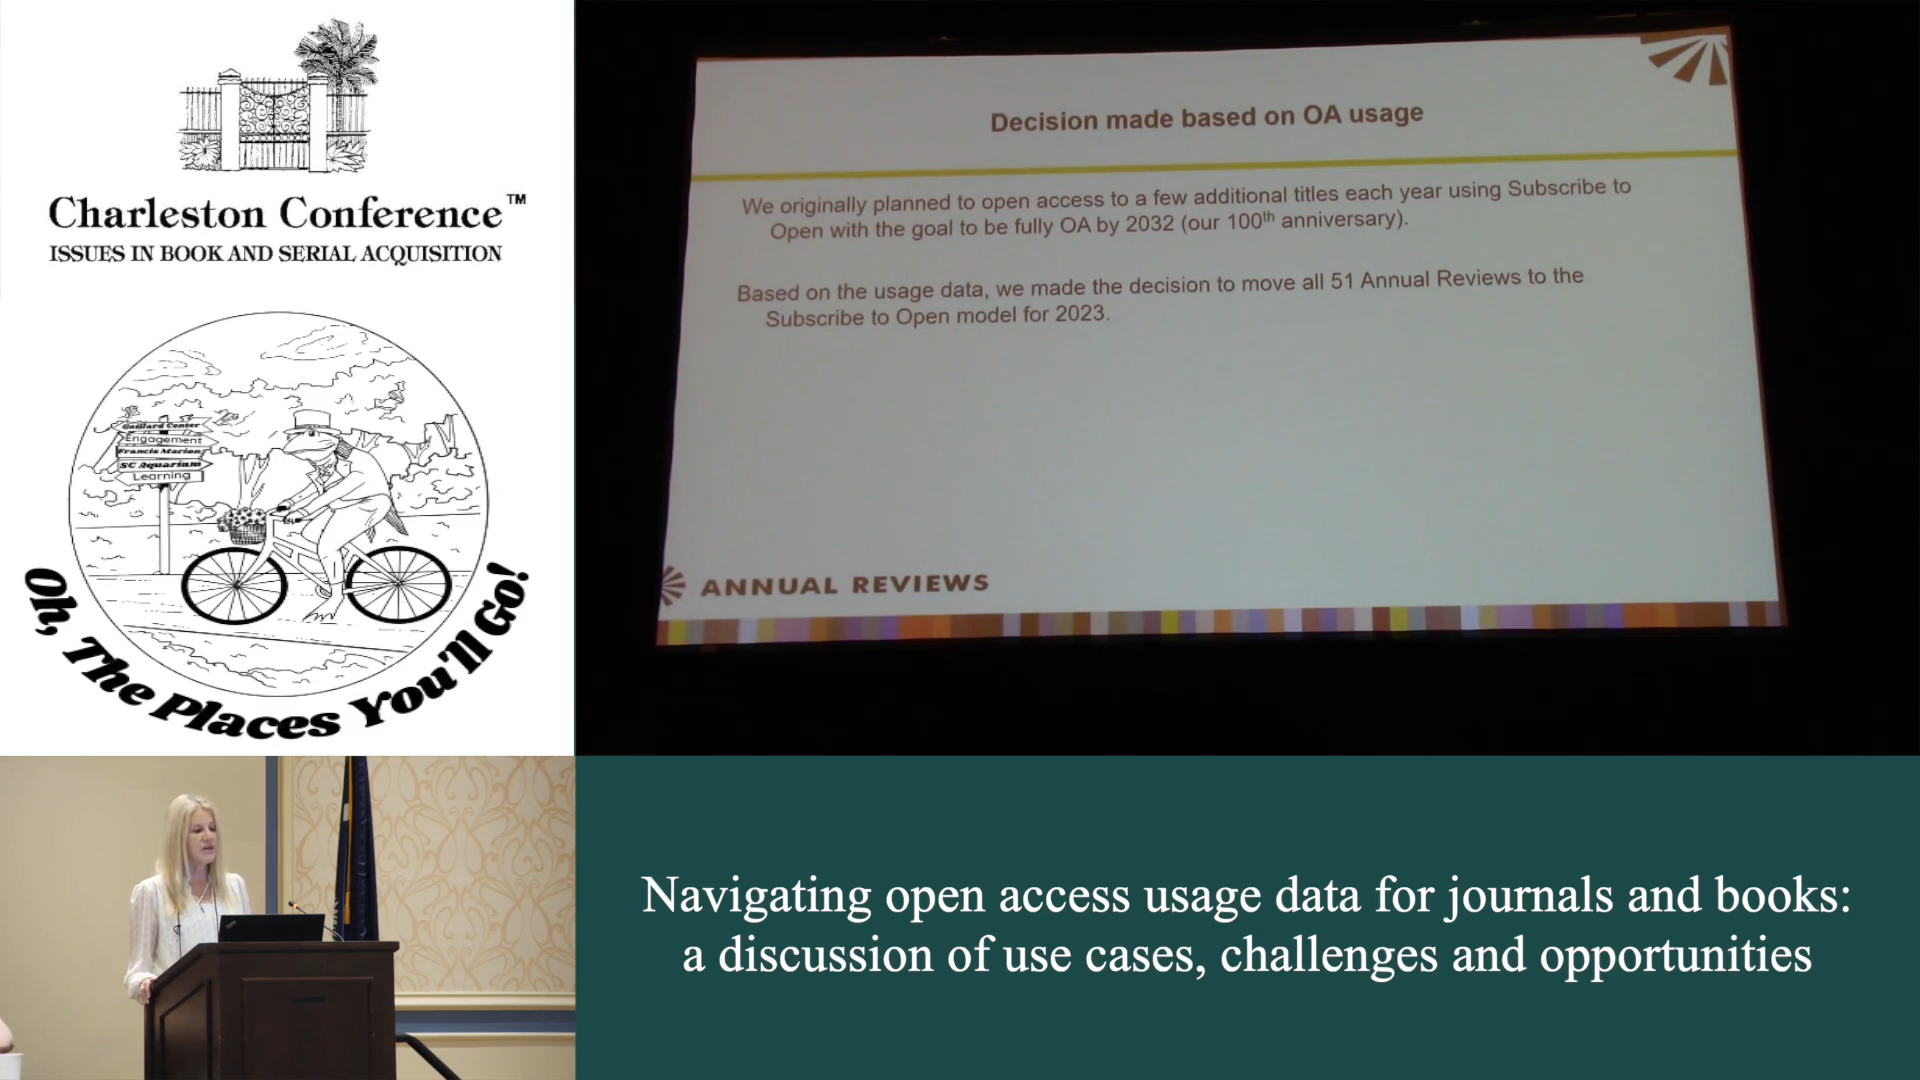 Charleston Conference™
ISSUES IN BOOK AND SERIAL ACQUISITION
Gaillard Center
Engagement
Francis Marion
SC Aquarium
Learning
Oh, The Places You'll Go!
Decision made based on OA usage
We originally planned to open access to a few additional titles each year using Subscribe to
Open with the goal to be fully OA by 2032 (our 100th anniversary).
Based on the usage data, we made the decision to move all 51 Annual Reviews to the
Subscribe to Open model for 2023.
ANNUAL REVIEWS
Navigating open access usage data for journals and books:
a discussion of use cases, challenges and opportunities